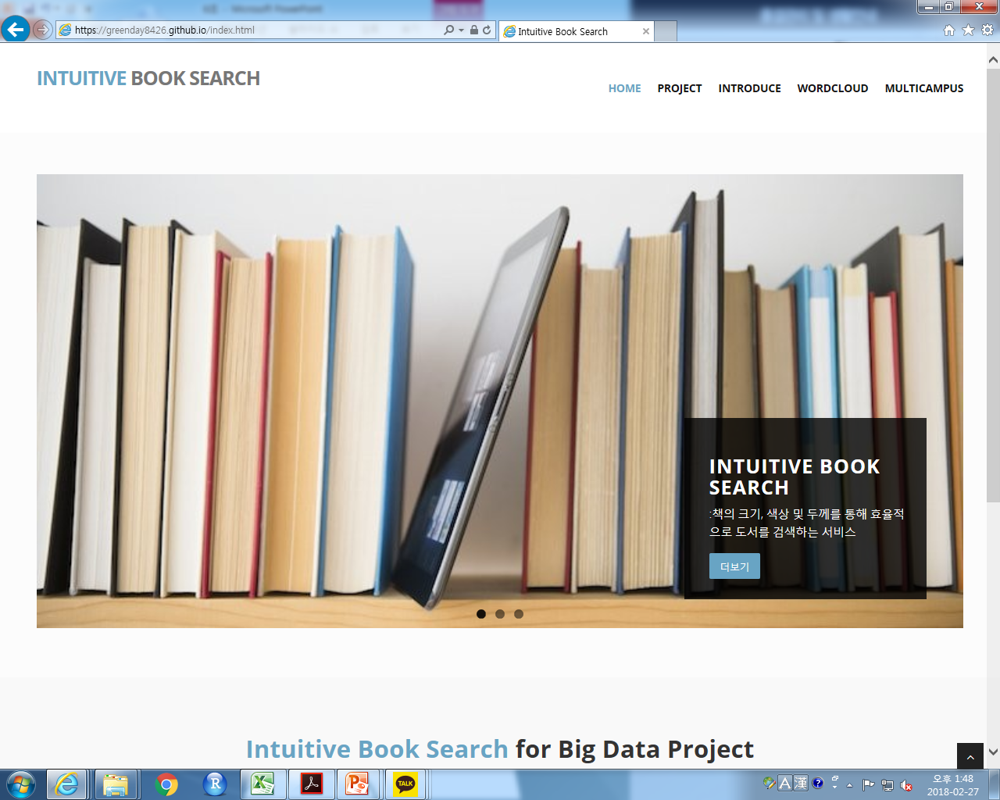 - Microsoft PowerPoint
https://greenday8426.github.io/index.html
Intuitive Book Search
INTUITIVE BOOK SEARCH
HOME PROJECT INTRODUCE WORDCLOUD MULTICAMPUS
INTUITIVE BOOK
SEARCH
:책의 크기, 색상 및 두께를 통해 효율적
으로 도서를 검색하는 서비스
더보기
Intuitive Book Search for Big Data Project
R
TALK
A 漢
오후 1:48
2018-02-27